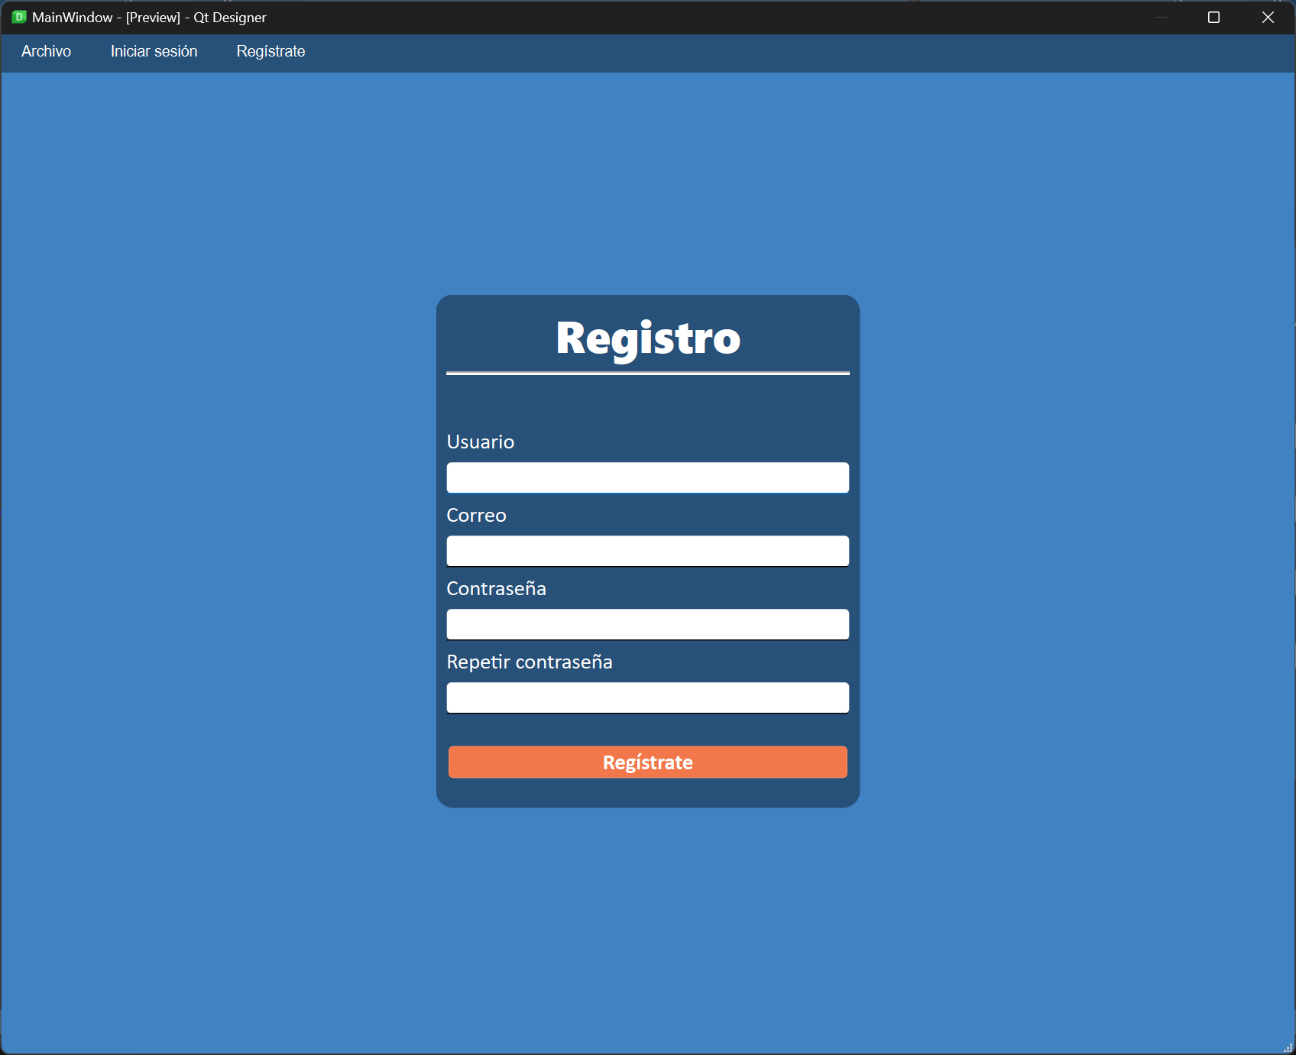 MainWindow - [Preview] - Qt Designer
Archivo Iniciar sesión Regístrate
Registro
Usuario
Correo
Contraseña
Repetir contraseña
Regístrate